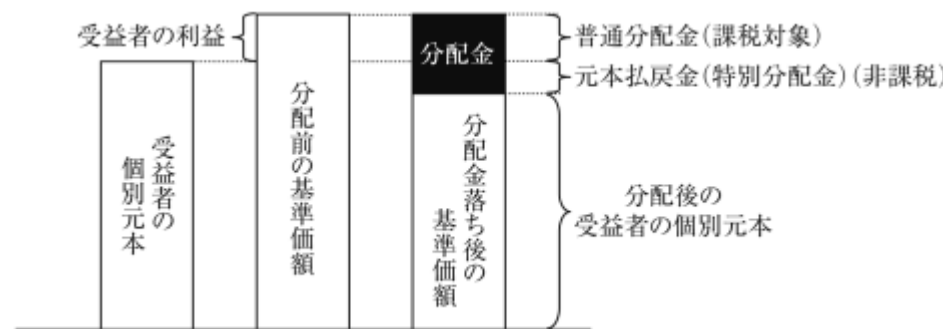 受益者の利益
分配金
普通分配金(課税対象)
元本払戻金(特別分配金)(非課税)
受益者の
個別元本
分配前の基準価額
分配金落ち後の
基準価額
分配後の
受益者の個別元本